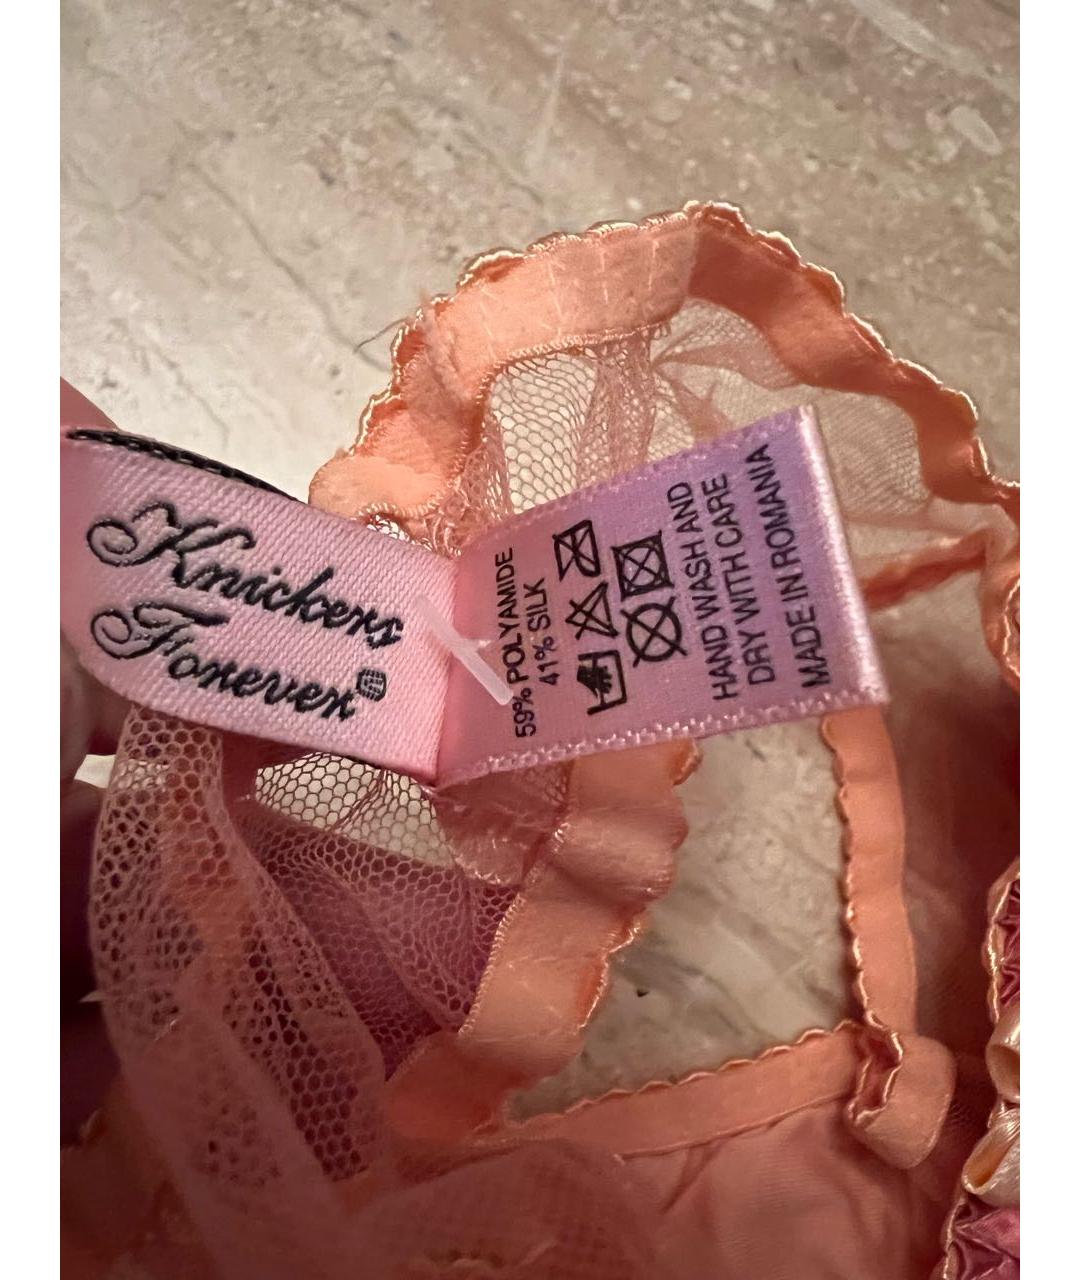 Knickers
Forever®
59% POLYAMIDE
41% SILK
HAND WASH AND
DRY WITH CARE
MADE IN ROMANIA